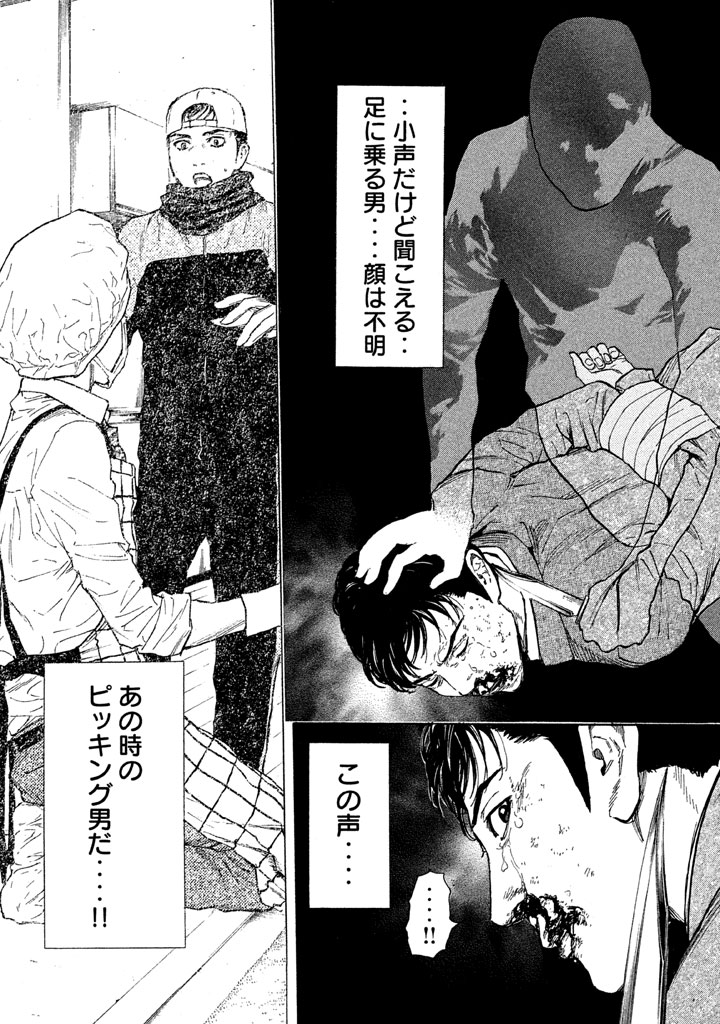 ‥小声だけど聞こえる‥
足に乗る男‥‥顔は不明
この声‥‥
‥‥!!
あの時の
ピッキング男だ‥‥!!